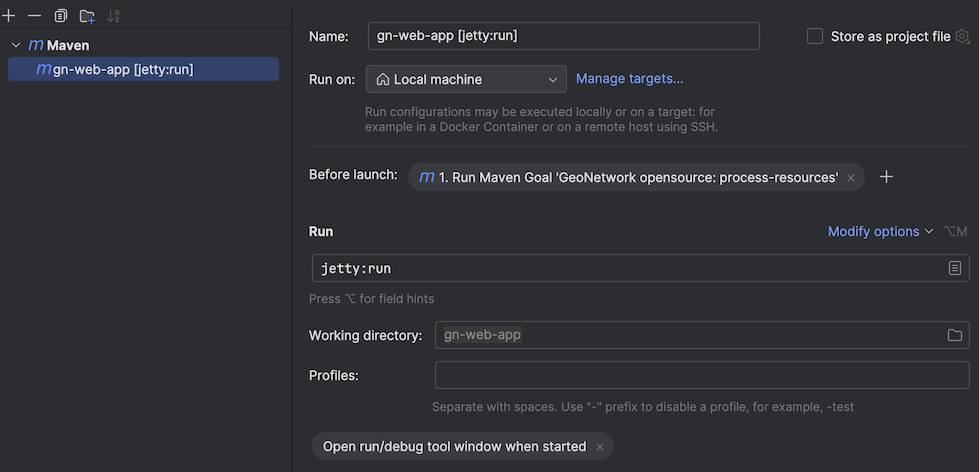 Maven
gn-web-app [jetty:run]
Name: gn-web-app [jetty:run] Store as project file
Run on: Local machine Manage targets...
Run configurations may be executed locally or on a target: for
example in a Docker Container or on a remote host using SSH.
Before launch: 1. Run Maven Goal 'GeoNetwork opensource: process-resources'
Run Modify options ⌥M
jetty:run
Press ⌥ for field hints
Working directory: gn-web-app
Profiles:
Separate with spaces. Use "-" prefix to disable a profile, for example, -test
Open run/debug tool window when started